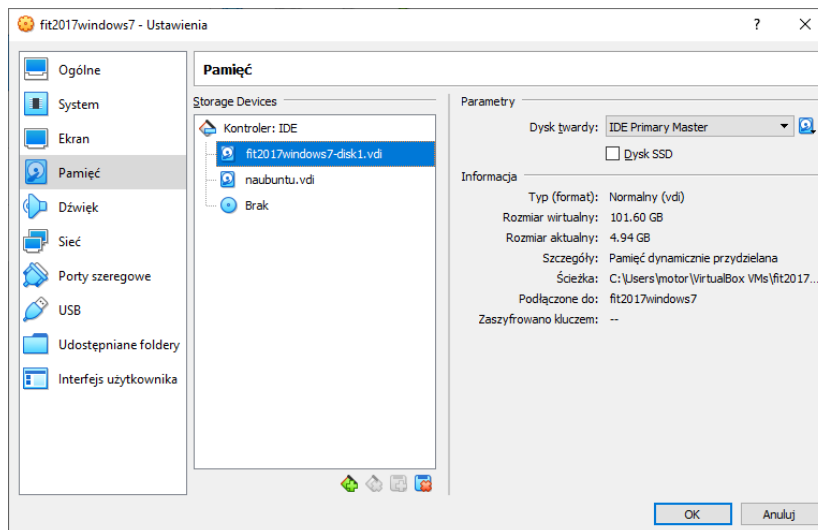 fit2017windows7 - Ustawienia
?
Ogólne
System
Ekran
Pamięć
Dźwięk
Sieć
Porty szeregowe
USB
Udostępniane foldery
Interfejs użytkownika
Pamięć
Storage Devices
Kontroler: IDE
fit2017windows7-disk1.vdi
naubuntu.vdi
Brak
Parametry
Dysk twardy: IDE Primary Master
Dysk SSD
Informacja
Typ (format): Normalny (vdi)
Rozmiar wirtualny: 101.60 GB
Rozmiar aktualny: 4.94 GB
Szczegóły: Pamięć dynamicznie przydzielana
Ścieżka: C:\Users\motor\VirtualBox VMs\fit2017...
Podłączone do: fit2017windows7
Zaszyfrowano kluczem: --
OK
Anuluj